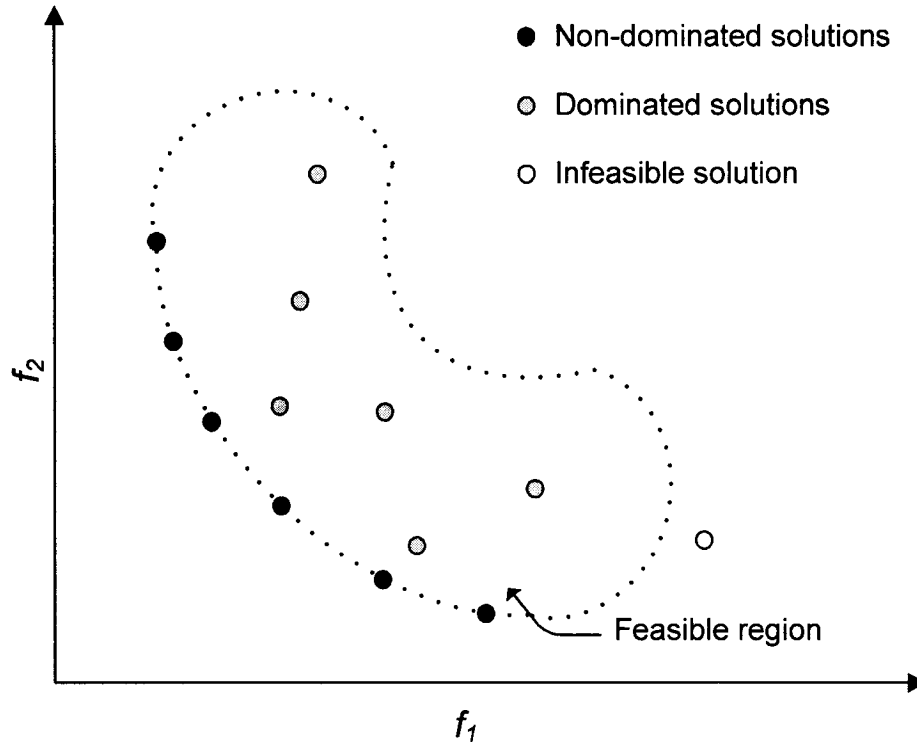 Non-dominated solutions
Dominated solutions
Infeasible solution
f2
Feasible region
f1